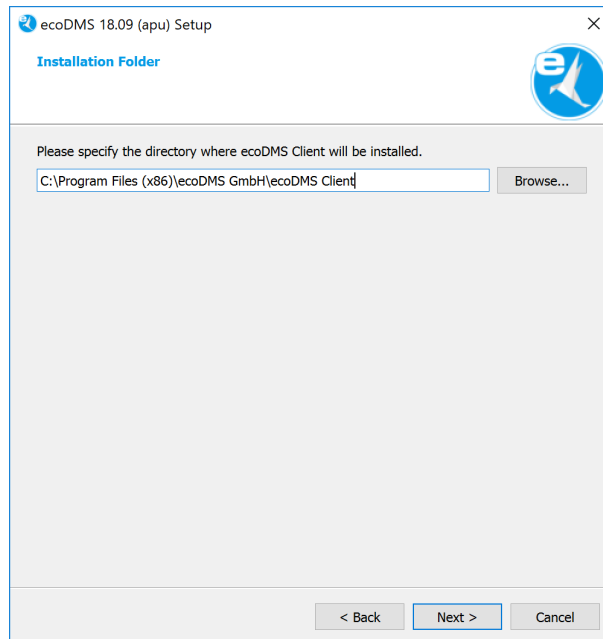 ecoDMS 18.09 (apu) Setup
Installation Folder
e
Please specify the directory where ecoDMS Client will be installed.
C:\Program Files (x86)\ecoDMS GmbH\ecoDMS Client
Browse...
< Back
Next >
Cancel